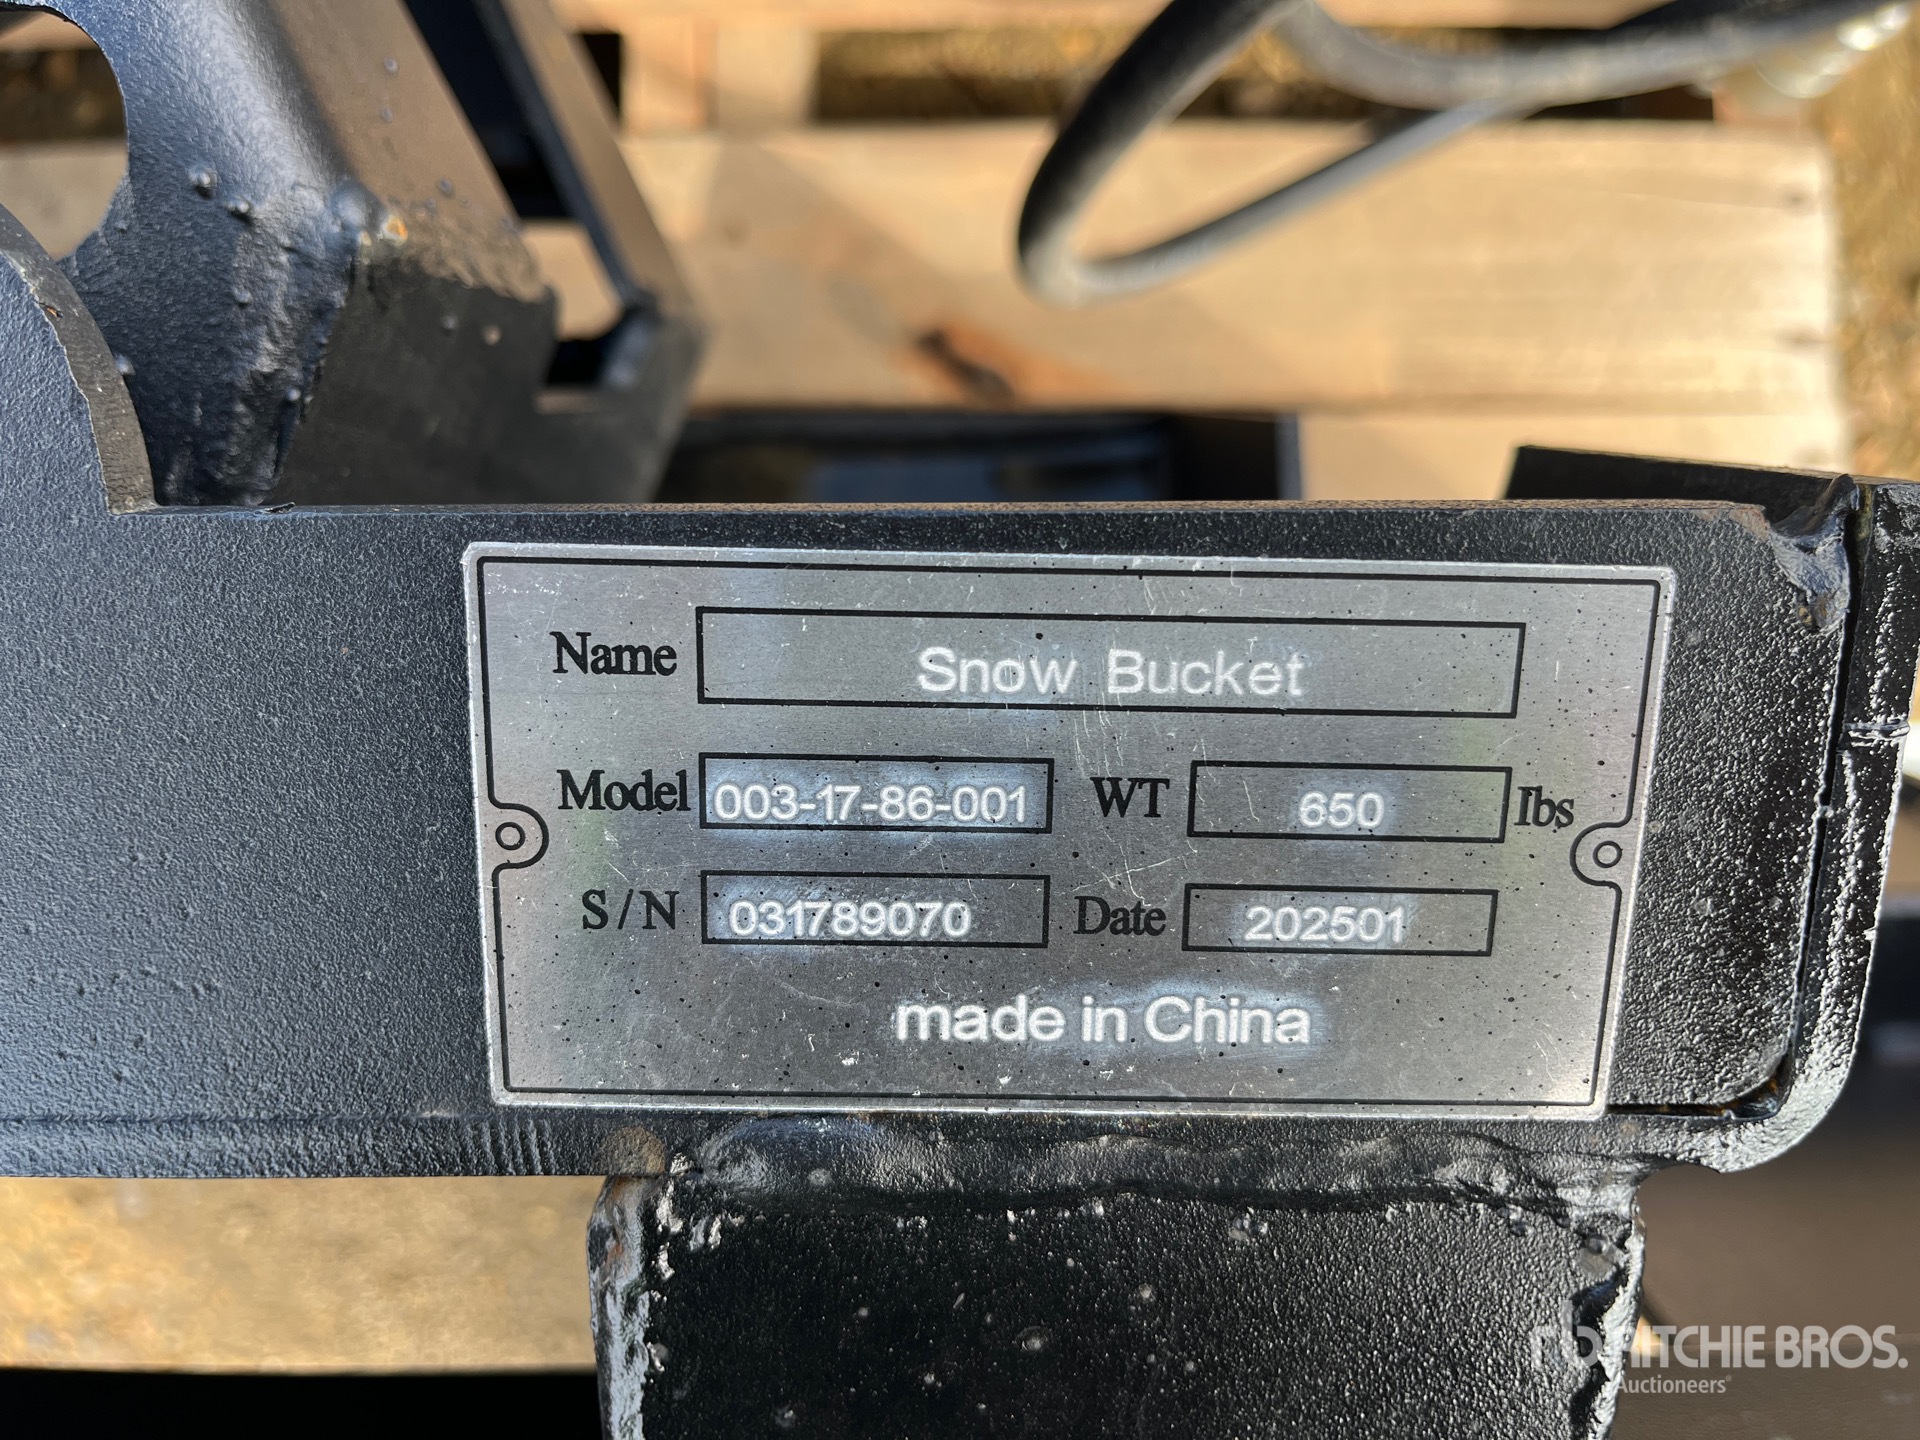 Name Snow Bucket
Model 003-17-86-001 WT 650 lbs
S/N 031789070 Date 202501
made in China
RITCHIE BROS.
Auctioneers